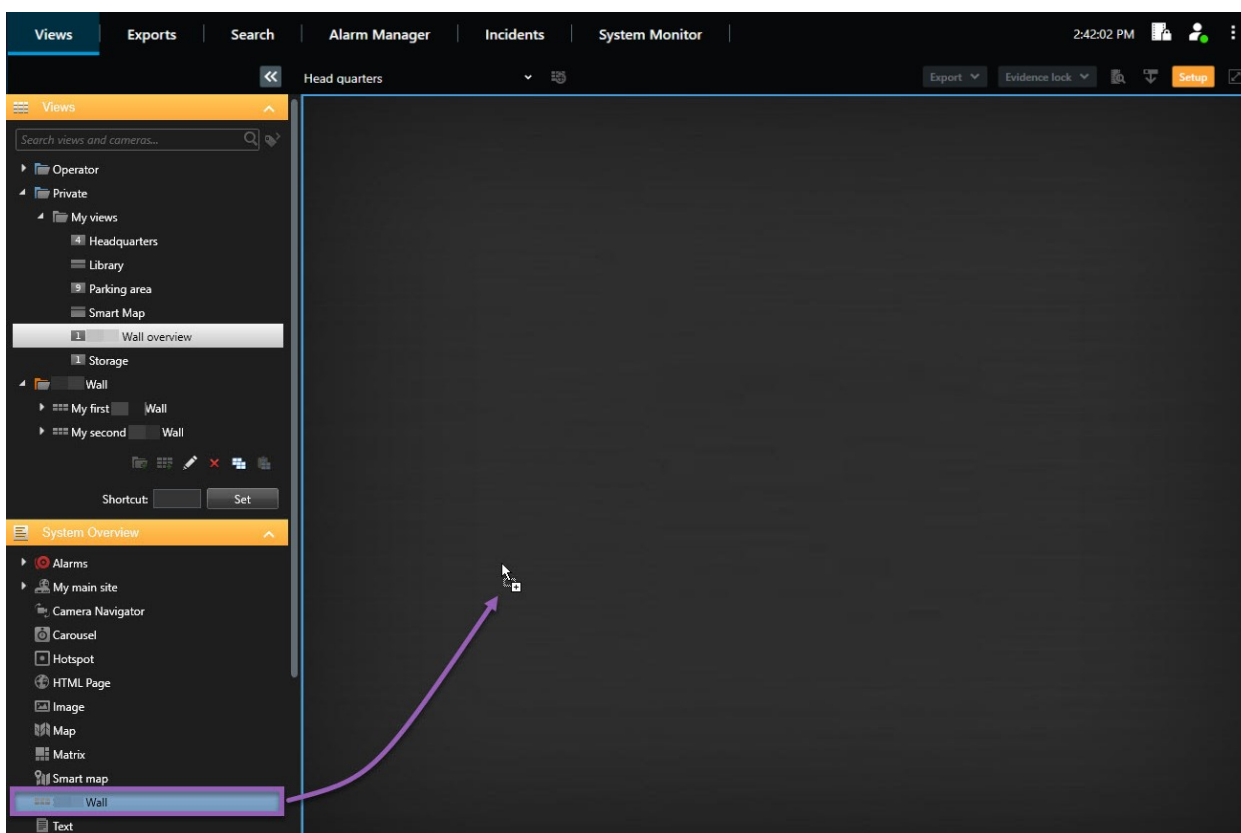 Views Exports Search Alarm Manager Incidents System Monitor 2:42:02 PM
Head quarters Export Evidence lock Setup
Views
Search views and cameras...
Operator
Private
My views
4 Headquarters
Library
9 Parking area
Smart Map
1 Wall overview
1 Storage
Wall
My first Wall
My second Wall
Shortcut: Set
System Overview
Alarms
My main site
Camera Navigator
Carousel
Hotspot
HTML Page
Image
Map
Matrix
Smart map
Wall
Text